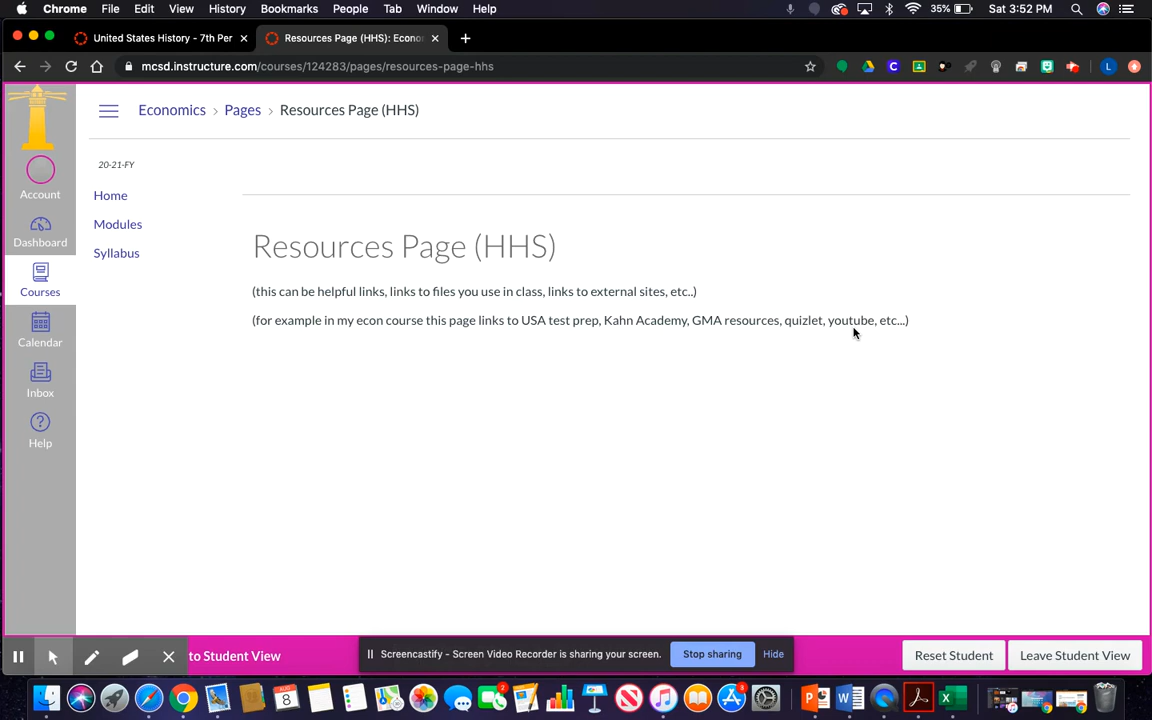 Chrome File Edit View History Bookmarks People Tab Window Help 35% Sat 3:52 PM
United States History - 7th Per
Resources Page (HHS): Econo
mcsd.instructure.com/courses/124283/pages/resources-page-hhs
L
Economics > Pages > Resources Page (HHS)
20-21-FY
Account
Home
Dashboard
Modules
Syllabus
Courses
Calendar
Inbox
Help
Resources Page (HHS)
(this can be helpful links, links to files you use in class, links to external sites, etc..)
(for example in my econ course this page links to USA test prep, Kahn Academy, GMA resources, quizlet, youtube, etc...)
to Student View
Screencastify - Screen Video Recorder is sharing your screen.
Stop sharing
Hide
Reset Student
Leave Student View
AUG
8
2